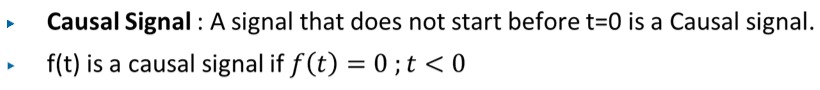 Causal Signal : A signal that does not start before t=0 is a Causal signal.
f(t) is a causal signal if f(t) = 0 ; t < 0